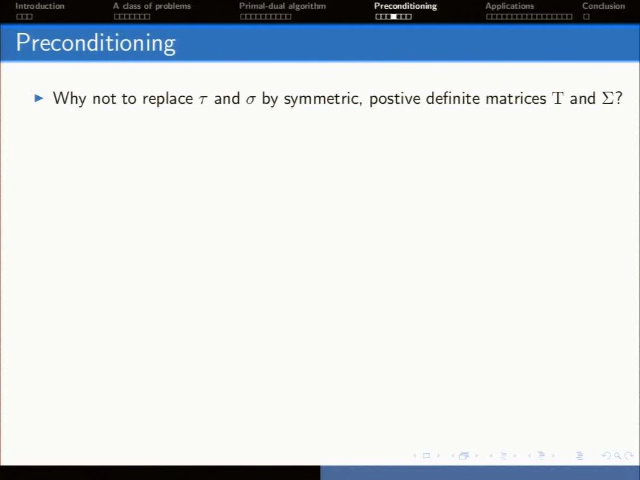 Introduction
A class of problems
Primal-dual algorithm
Preconditioning
Applications
Conclusion
Preconditioning
Why not to replace τ and σ by symmetric, postive definite matrices T and Σ?